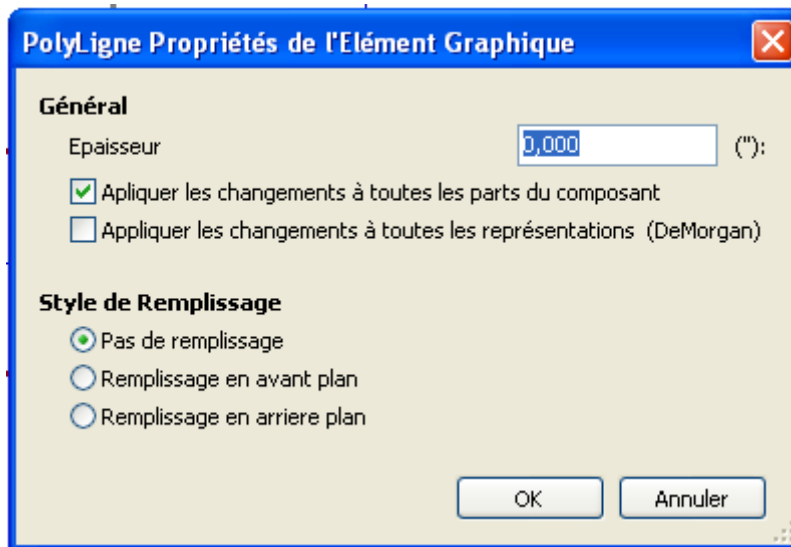 PolyLigne Propriétés de l'Elément Graphique
Général
Epaisseur 0,000 ("):
Apliquer les changements à toutes les parts du composant
Appliquer les changements à toutes les représentations (DeMorgan)
Style de Remplissage
Pas de remplissage
Remplissage en avant plan
Remplissage en arriere plan
OK Annuler